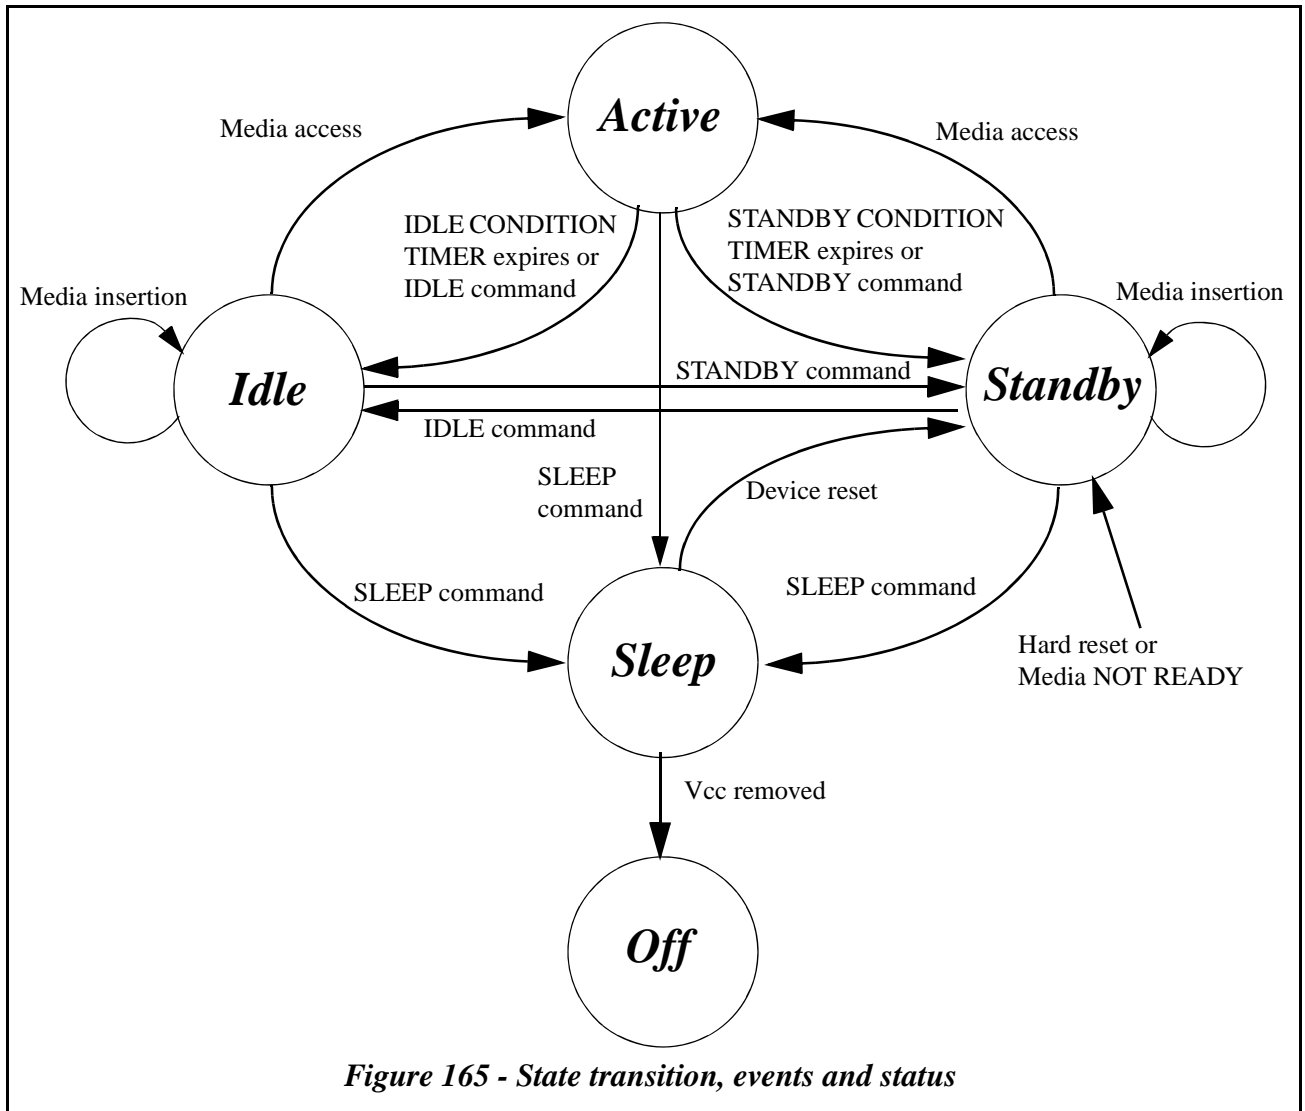 Active
Media access
Media access
IDLE CONDITION
TIMER expires or
IDLE command
STANDBY CONDITION
TIMER expires or
STANDBY command
Media insertion
Media insertion
Idle
STANDBY command
Standby
IDLE command
SLEEP
command
Device reset
SLEEP command
SLEEP command
Hard reset or
Media NOT READY
Sleep
Vcc removed
Off
Figure 165 - State transition, events and status